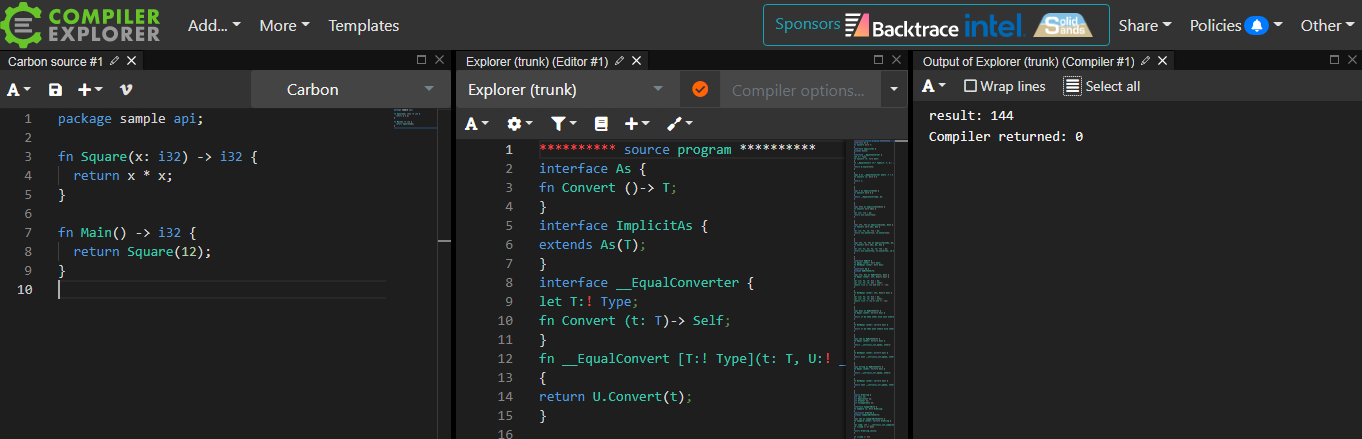 COMPILER
EXPLORER
Add... More Templates
Sponsors Backtrace intel. Solid Sands
Share Policies Other
Carbon source #1
A
Carbon
1 package sample api;
2
3 fn Square(x: i32) -> i32 {
4 return x * x;
5 }
6
7 fn Main() -> i32 {
8 return Square(12);
9 }
10
Explorer (trunk) (Editor #1)
Explorer (trunk) Compiler options...
A
1 ********** source program **********
2 interface As {
3 fn Convert ()-> T;
4 }
5 interface ImplicitAs {
6 extends As(T);
7 }
8 interface __EqualConverter {
9 let T:! Type;
10 fn Convert (t: T)-> Self;
11 }
12 fn __EqualConvert [T:! Type](t: T, U:! _
13 {
14 return U.Convert(t);
15 }
16
Output of Explorer (trunk) (Compiler #1)
A Wrap lines Select all
result: 144
Compiler returned: 0